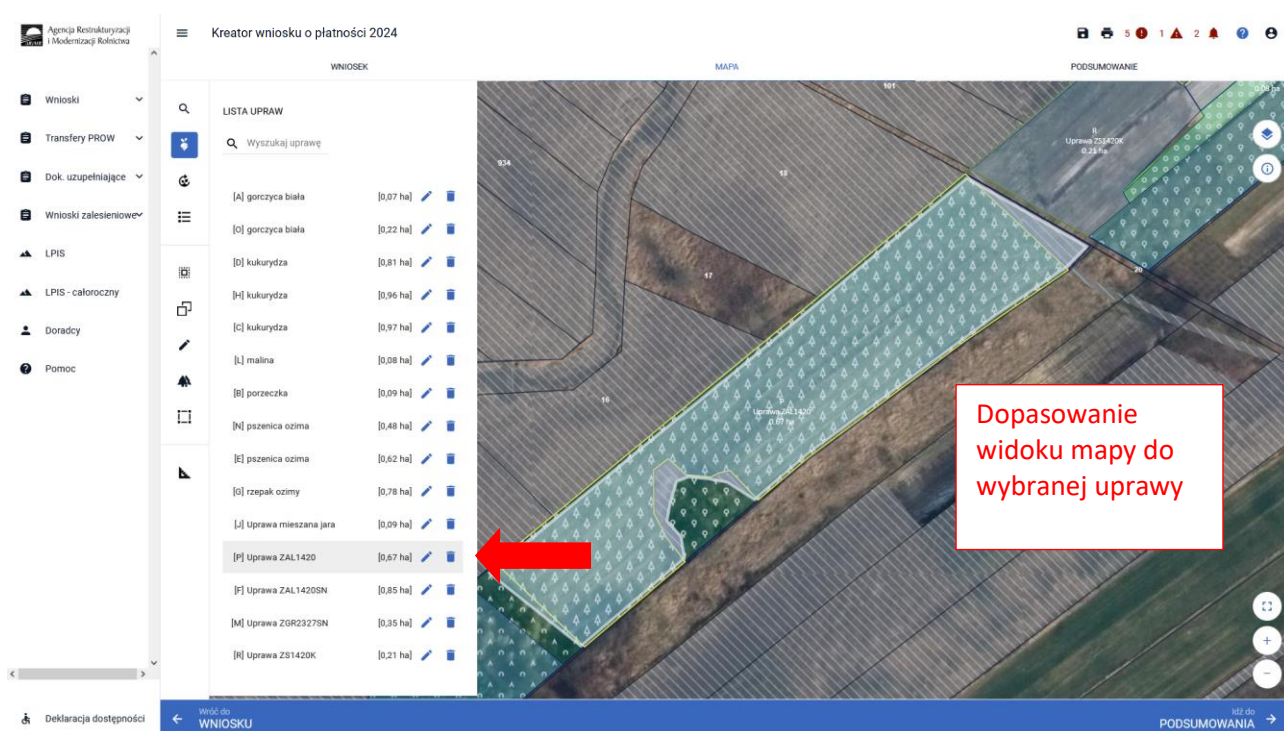 Agencja Restrukturyzacji
i Modernizacji Rolnictwa
Kreator wniosku o płatności 2024
5 1 2
WNIOSEK
MAPA
PODSUMOWANIE
Wnioski
Transfery PROW
Dok. uzupełniające
Wnioski zalesieniowe
LPIS
LPIS - całoroczny
Doradcy
Pomoc
Deklaracja dostępności
LISTA UPRAW
Wyszukaj uprawę
[A] gorczyca biała [0,07 ha]
[O] gorczyca biała [0,22 ha]
[D] kukurydza [0,81 ha]
[H] kukurydza [0,96 ha]
[C] kukurydza [0,97 ha]
[L] malina [0,08 ha]
[B] porzeczka [0,09 ha]
[N] pszenica ozima [0,48 ha]
[E] pszenica ozima [0,62 ha]
[G] rzepak ozimy [0,78 ha]
[J] Uprawa mieszana jara [0,09 ha]
[P] Uprawa ZAL1420 [0,67 ha]
[F] Uprawa ZAL1420SN [0,85 ha]
[M] Uprawa ZGR2327SN [0,35 ha]
[R] Uprawa ZS1420K [0,21 ha]
101
0.08 ha
R
Uprawa ZS1420K
0.21 ha
934
18
17
20
16
P
Uprawa ZAL1420
0.67 ha
Dopasowanie
widoku mapy do
wybranej uprawy
Wróć do
WNIOSKU
Idź do
PODSUMOWANIA